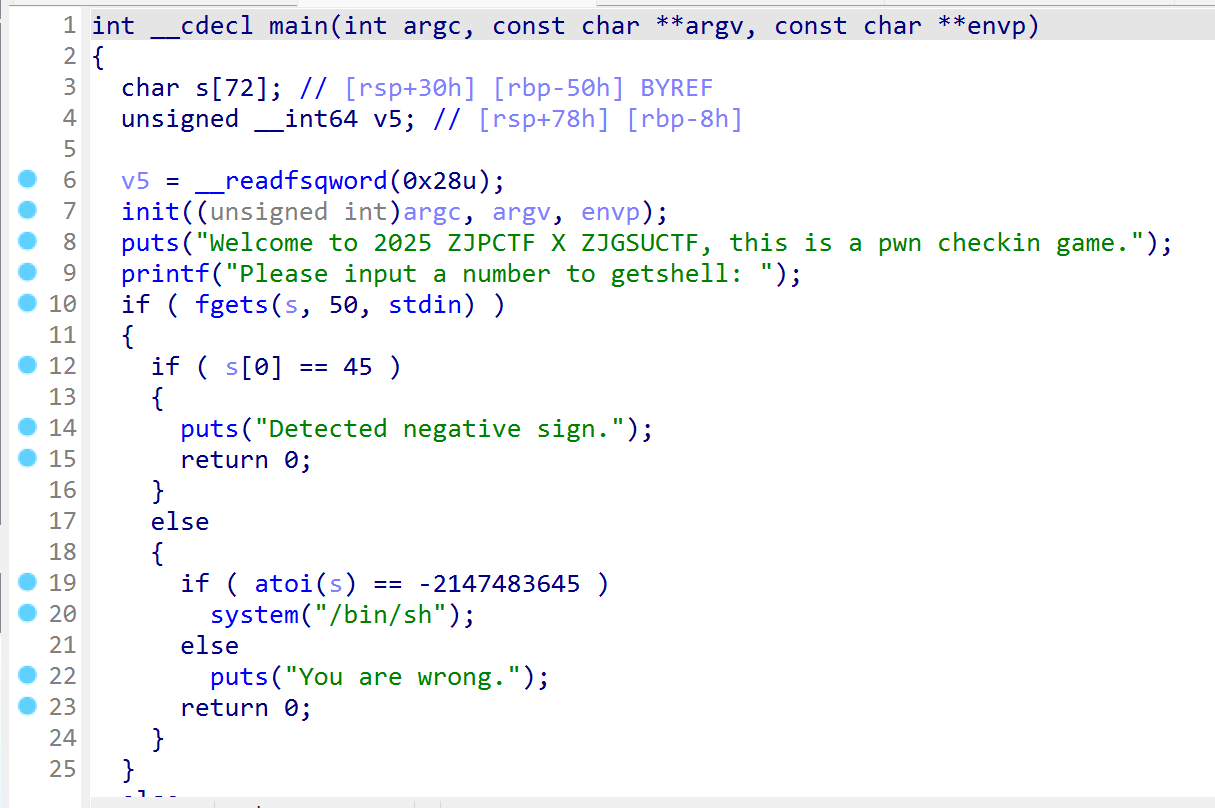 1 int __cdecl main(int argc, const char **argv, const char **envp)
2 {
3   char s[72]; // [rsp+30h] [rbp-50h] BYREF
4   unsigned __int64 v5; // [rsp+78h] [rbp-8h]
5
6   v5 = __readfsqword(0x28u);
7   init((unsigned int)argc, argv, envp);
8   puts("Welcome to 2025 ZJPCTF X ZJGSUCTF, this is a pwn checkin game.");
9   printf("Please input a number to getshell: ");
10   if ( fgets(s, 50, stdin) )
11   {
12     if ( s[0] == 45 )
13     {
14       puts("Detected negative sign.");
15       return 0;
16     }
17     else
18     {
19       if ( atoi(s) == -2147483645 )
20         system("/bin/sh");
21       else
22         puts("You are wrong.");
23       return 0;
24     }
25   }